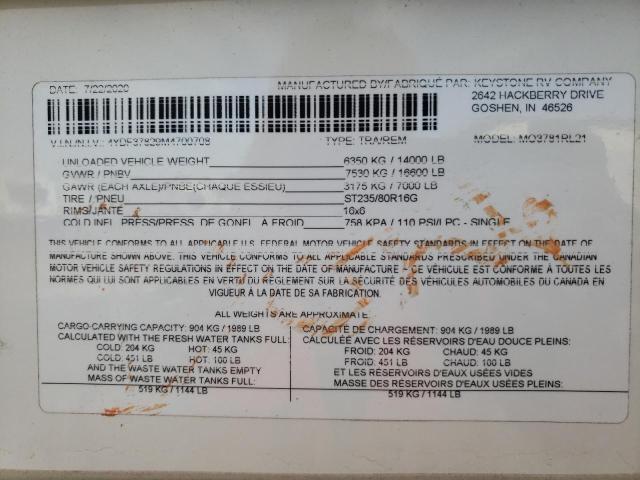 DATE: 7/22/2020 MANUFACTURED BY/FABRIQUÉ PAR: KEYSTONE RV COMPANY
2642 HACKBERRY DRIVE
GOSHEN, IN 46526
V.I.N./N.I.V.: 4YDF37829M4700708 TYPE: TRA/REM MODEL: MO3781RL21
UNLOADED VEHICLE WEIGHT 6350 KG / 14000 LB
GVWR / PNBV 7530 KG / 16600 LB
GAWR (EACH AXLE)/PNBE(CHAQUE ESSIEU) 3175 KG / 7000 LB
TIRE / PNEU ST235/80R16G
RIMS/JANTE 16x6
COLD INFL. PRESS/PRESS. DE GONFL A FROID 758 KPA / 110 PSI/LPC - SINGLE
THIS VEHICLE CONFORMS TO ALL APPLICABLE U.S. FEDERAL MOTOR VEHICLE SAFETY STANDARDS IN EFFECT ON THE DATE OF
MANUFACTURE SHOWN ABOVE. THIS VEHICLE CONFORMS TO ALL APPLICABLE STANDARDS PRESCRIBED UNDER THE CANADIAN
MOTOR VEHICLE SAFETY REGULATIONS IN EFFECT ON THE DATE OF MANUFACTURE ~ CE VÉHICULE EST CONFORME À TOUTES LES
NORMES QUI LUI SONT APPLICABLES EN VERTU DU RÈGLEMENT SUR LA SÉCURITÉ DES VÉHICULES AUTOMOBILES DU CANADA EN
VIGUEUR À LA DATE DE SA FABRICATION.
ALL WEIGHTS ARE APPROXIMATE
CARGO-CARRYING CAPACITY: 904 KG / 1989 LB
CALCULATED WITH THE FRESH WATER TANKS FULL:
COLD: 204 KG HOT: 45 KG
COLD: 451 LB HOT: 100 LB
AND THE WASTE WATER TANKS EMPTY
MASS OF WASTE WATER TANKS FULL:
519 KG / 1144 LB
CAPACITÉ DE CHARGEMENT: 904 KG / 1989 LB
CALCULÉE AVEC LES RÉSERVOIRS D'EAU DOUCE PLEINS:
FROID: 204 KG CHAUD: 45 KG
FROID: 451 LB CHAUD: 100 LB
ET LES RÉSERVOIRS D'EAUX USÉES VIDES
MASSE DES RÉSERVOIRS D'EAUX USÉES PLEINS:
519 KG / 1144 LB